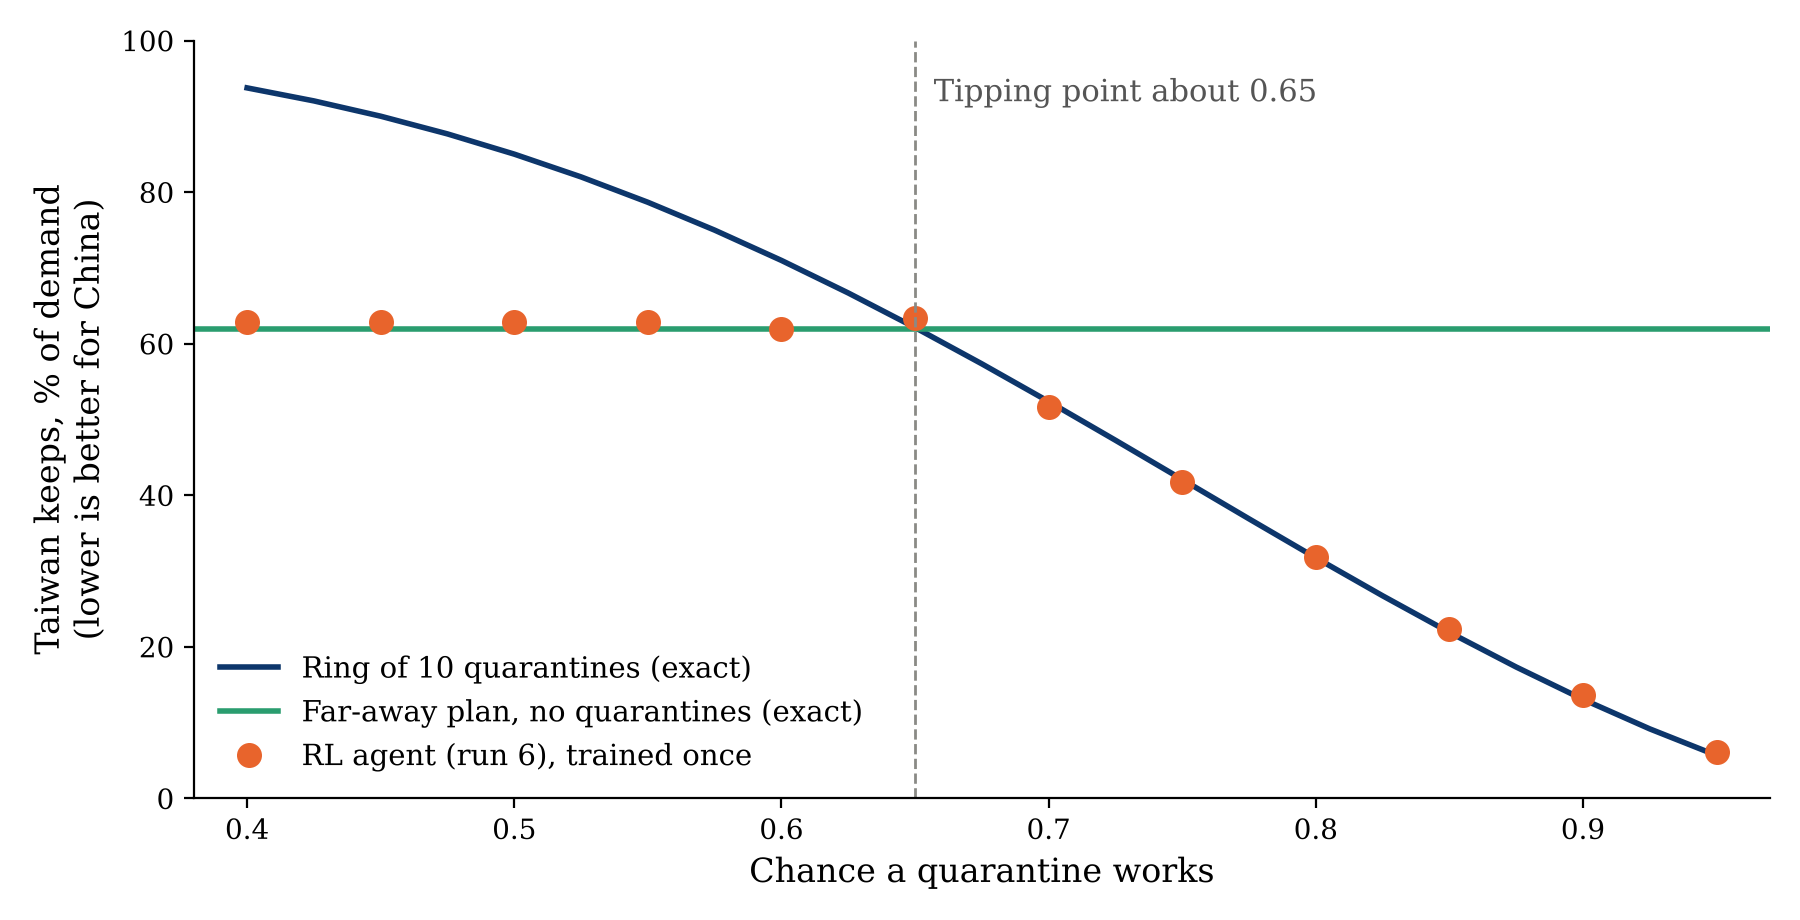 Taiwan keeps, % of demand
(lower is better for China)
100
80
60
40
20
0
Tipping point about 0.65
Ring of 10 quarantines (exact)
Far-away plan, no quarantines (exact)
RL agent (run 6), trained once
0.4 0.5 0.6 0.7 0.8 0.9
Chance a quarantine works